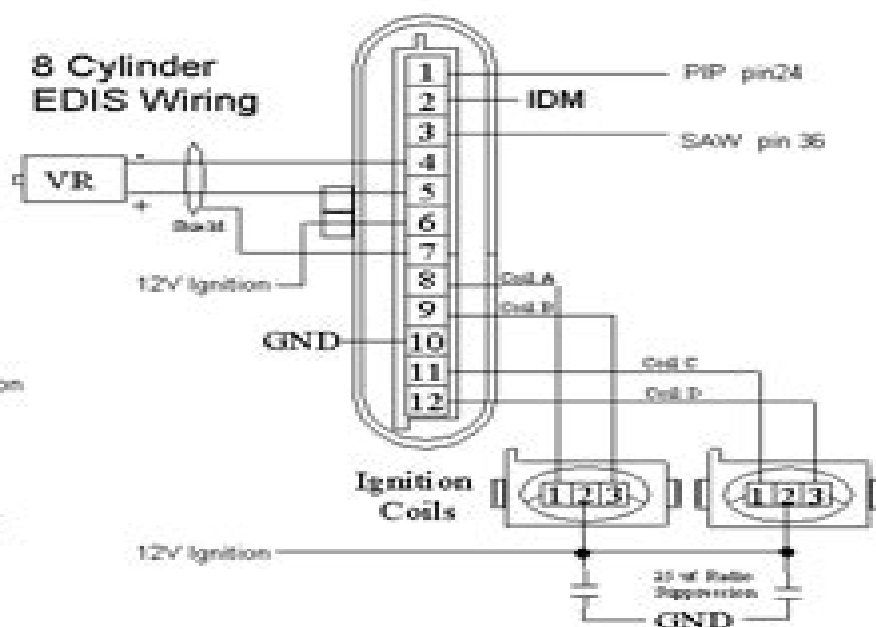 8 Cylinder
EDIS Wiring
VR
-
+
12V Ignition
GND
1
2
3
4
5
6
7
8
9
10
11
12
PIP pin24
IDM
SAW pin 36
Coil A
Coil B
Coil C
Coil D
Ignition
Coils
1 2 3
1 2 3
12V Ignition
Radio
Suppression
GND